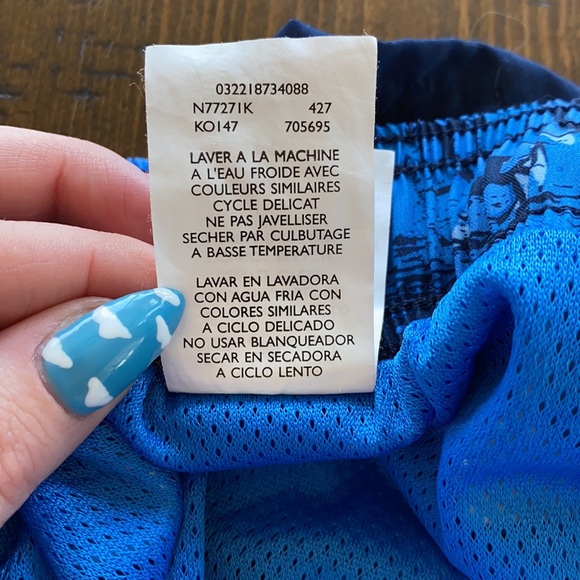 032218734088
N77271K 427
KO147 705695
LAVER A LA MACHINE
A L'EAU FROIDE AVEC
COULEURS SIMILAIRES
CYCLE DELICAT
NE PAS JAVELLISER
SECHER PAR CULBUTAGE
A BASSE TEMPERATURE
LAVAR EN LAVADORA
CON AGUA FRIA CON
COLORES SIMILARES
A CICLO DELICADO
NO USAR BLANQUEADOR
SECAR EN SECADORA
A CICLO LENTO